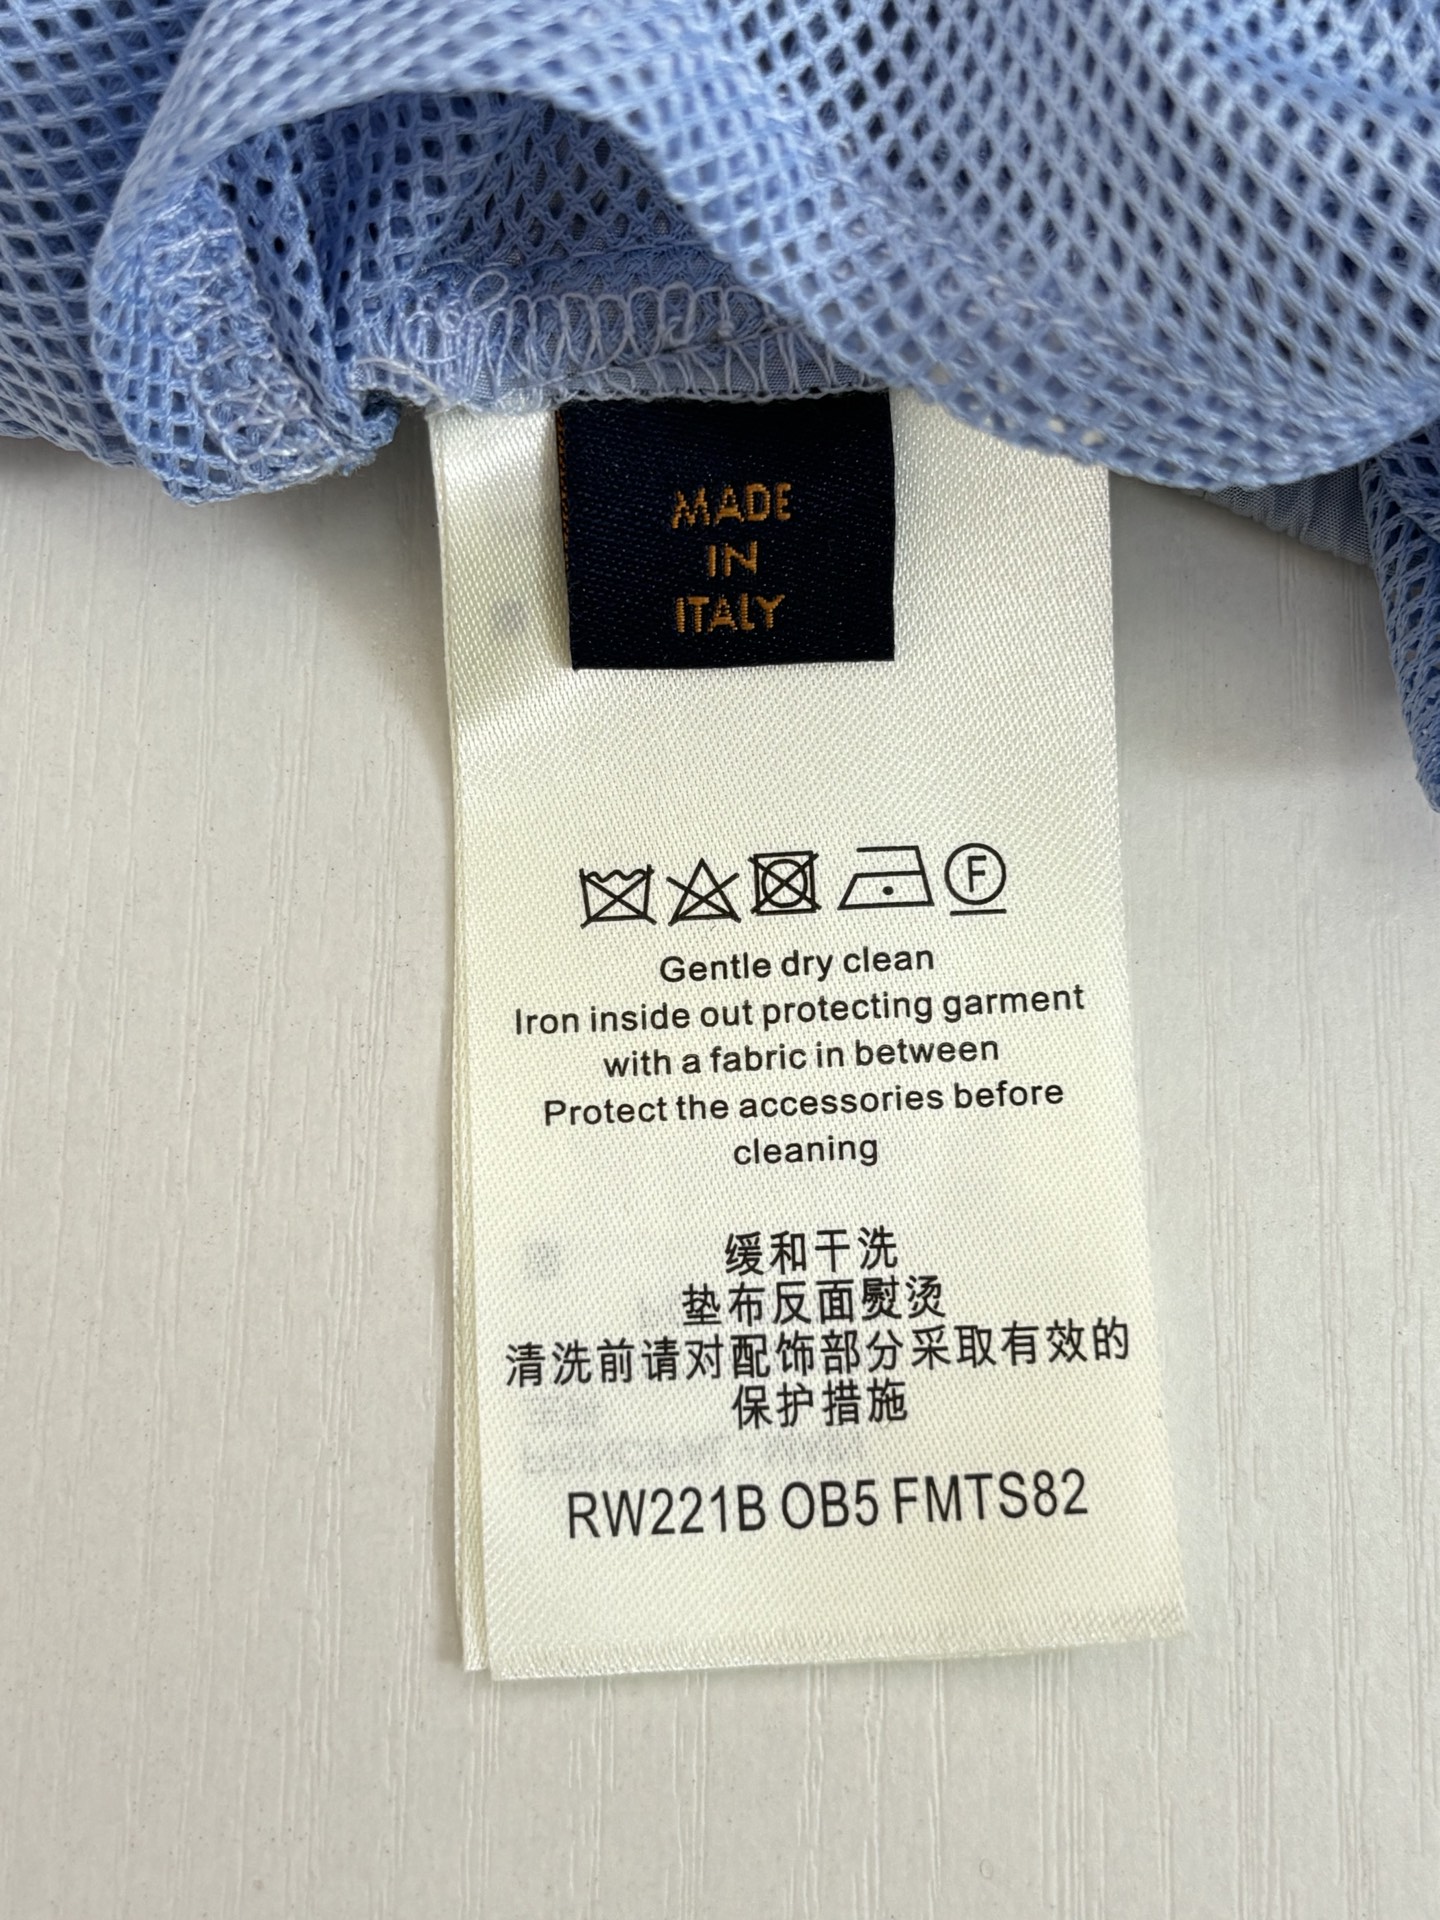 MADE
IN
ITALY
F
Gentle dry clean
Iron inside out protecting garment
with a fabric in between
Protect the accessories before
cleaning
缓和干洗
垫布反面熨烫
清洗前请对配饰部分采取有效的
保护措施
RW221B OB5 FMTS82